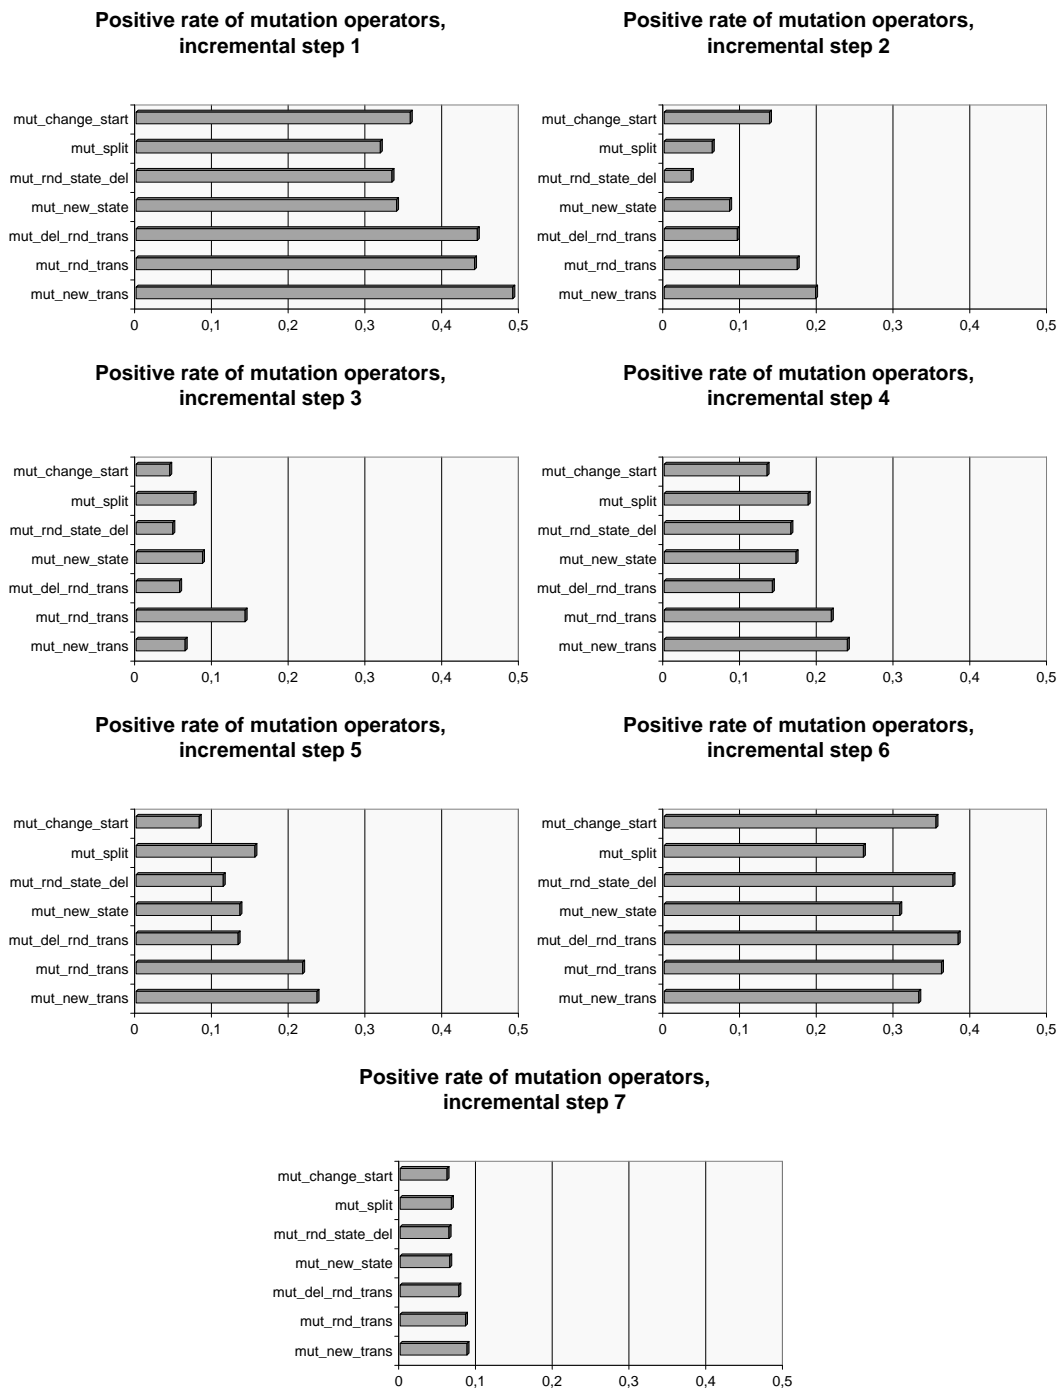 Positive rate of mutation operators,
incremental step 1
mut_change_start
mut_split
mut_rnd_state_del
mut_new_state
mut_del_rnd_trans
mut_rnd_trans
mut_new_trans
0 0,1 0,2 0,3 0,4 0,5
Positive rate of mutation operators,
incremental step 2
mut_change_start
mut_split
mut_rnd_state_del
mut_new_state
mut_del_rnd_trans
mut_rnd_trans
mut_new_trans
0 0,1 0,2 0,3 0,4 0,5
Positive rate of mutation operators,
incremental step 3
mut_change_start
mut_split
mut_rnd_state_del
mut_new_state
mut_del_rnd_trans
mut_rnd_trans
mut_new_trans
0 0,1 0,2 0,3 0,4 0,5
Positive rate of mutation operators,
incremental step 4
mut_change_start
mut_split
mut_rnd_state_del
mut_new_state
mut_del_rnd_trans
mut_rnd_trans
mut_new_trans
0 0,1 0,2 0,3 0,4 0,5
Positive rate of mutation operators,
incremental step 5
mut_change_start
mut_split
mut_rnd_state_del
mut_new_state
mut_del_rnd_trans
mut_rnd_trans
mut_new_trans
0 0,1 0,2 0,3 0,4 0,5
Positive rate of mutation operators,
incremental step 6
mut_change_start
mut_split
mut_rnd_state_del
mut_new_state
mut_del_rnd_trans
mut_rnd_trans
mut_new_trans
0 0,1 0,2 0,3 0,4 0,5
Positive rate of mutation operators,
incremental step 7
mut_change_start
mut_split
mut_rnd_state_del
mut_new_state
mut_del_rnd_trans
mut_rnd_trans
mut_new_trans
0 0,1 0,2 0,3 0,4 0,5